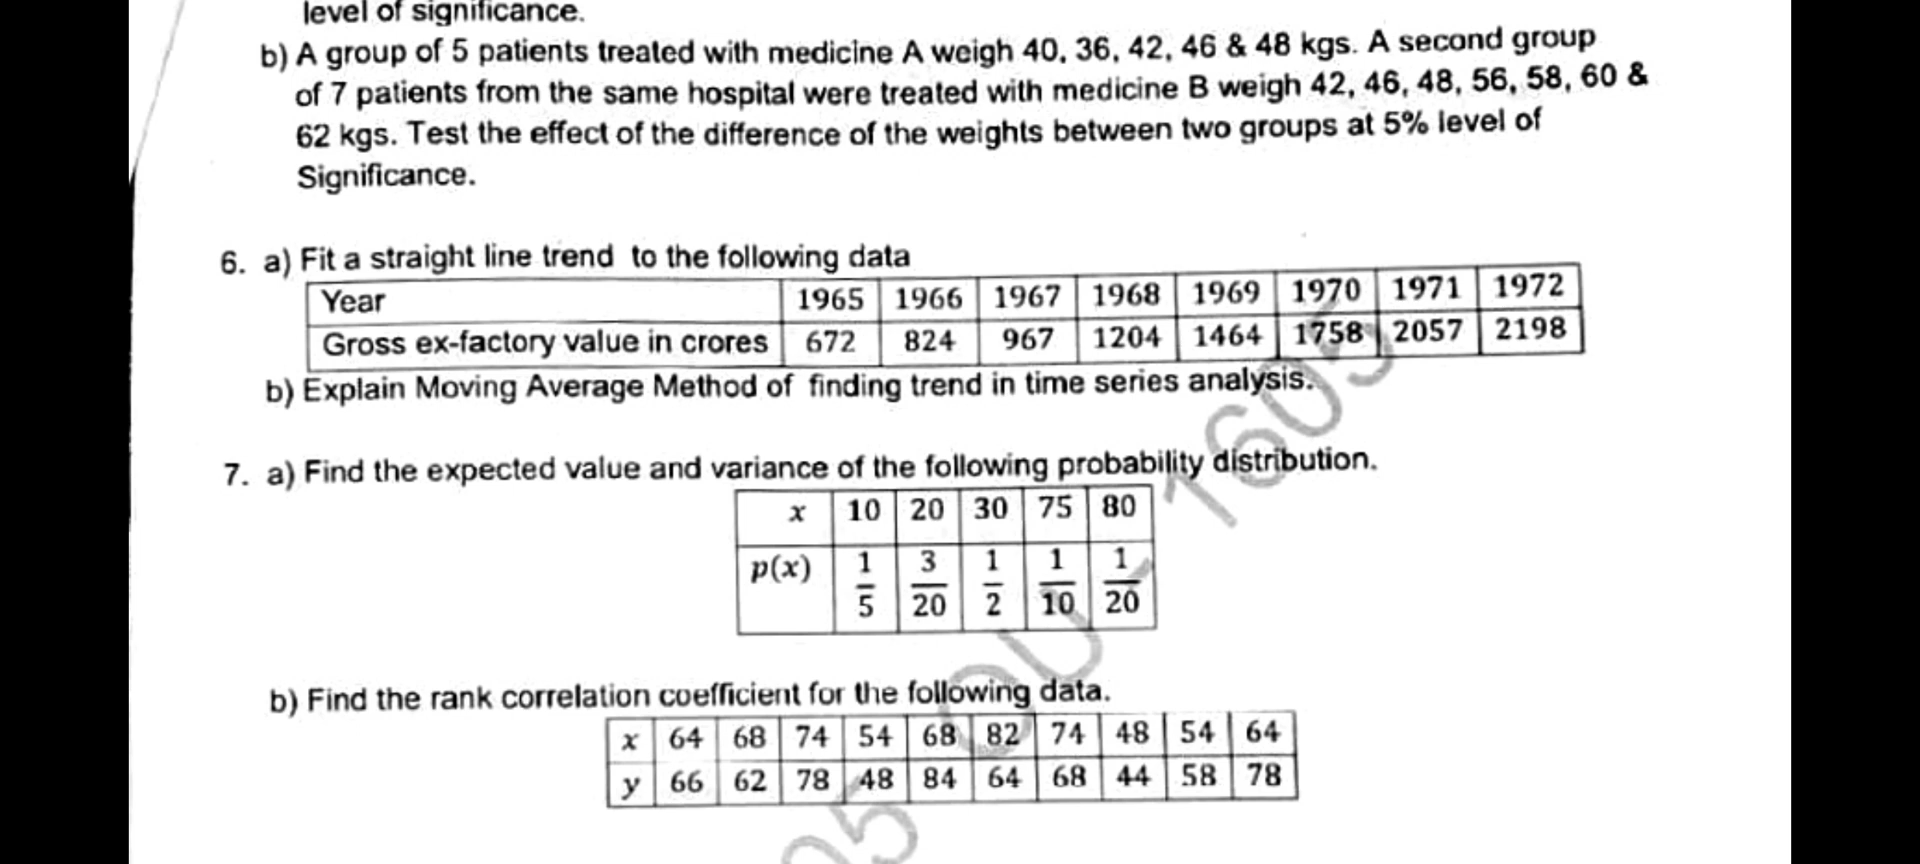 level of significance.
b) A group of 5 patients treated with medicine A weigh 40, 36, 42, 46 & 48 kgs. A second group
of 7 patients from the same hospital were treated with medicine B weigh 42, 46, 48, 56, 58, 60 &
62 kgs. Test the effect of the difference of the weights between two groups at 5% level of
Significance.
6. a) Fit a straight line trend to the following data
Year 1965 1966 1967 1968 1969 1970 1971 1972
Gross ex-factory value in crores 672 824 967 1204 1464 1758 2057 2198
b) Explain Moving Average Method of finding trend in time series analysis.
7. a) Find the expected value and variance of the following probability distribution.
x 10 20 30 75 80
p(x) 1/5 3/20 1/2 1/10 1/20
b) Find the rank correlation coefficient for the following data.
x 64 68 74 54 68 82 74 48 54 64
y 66 62 78 48 84 64 68 44 58 78
05 OU - 1605